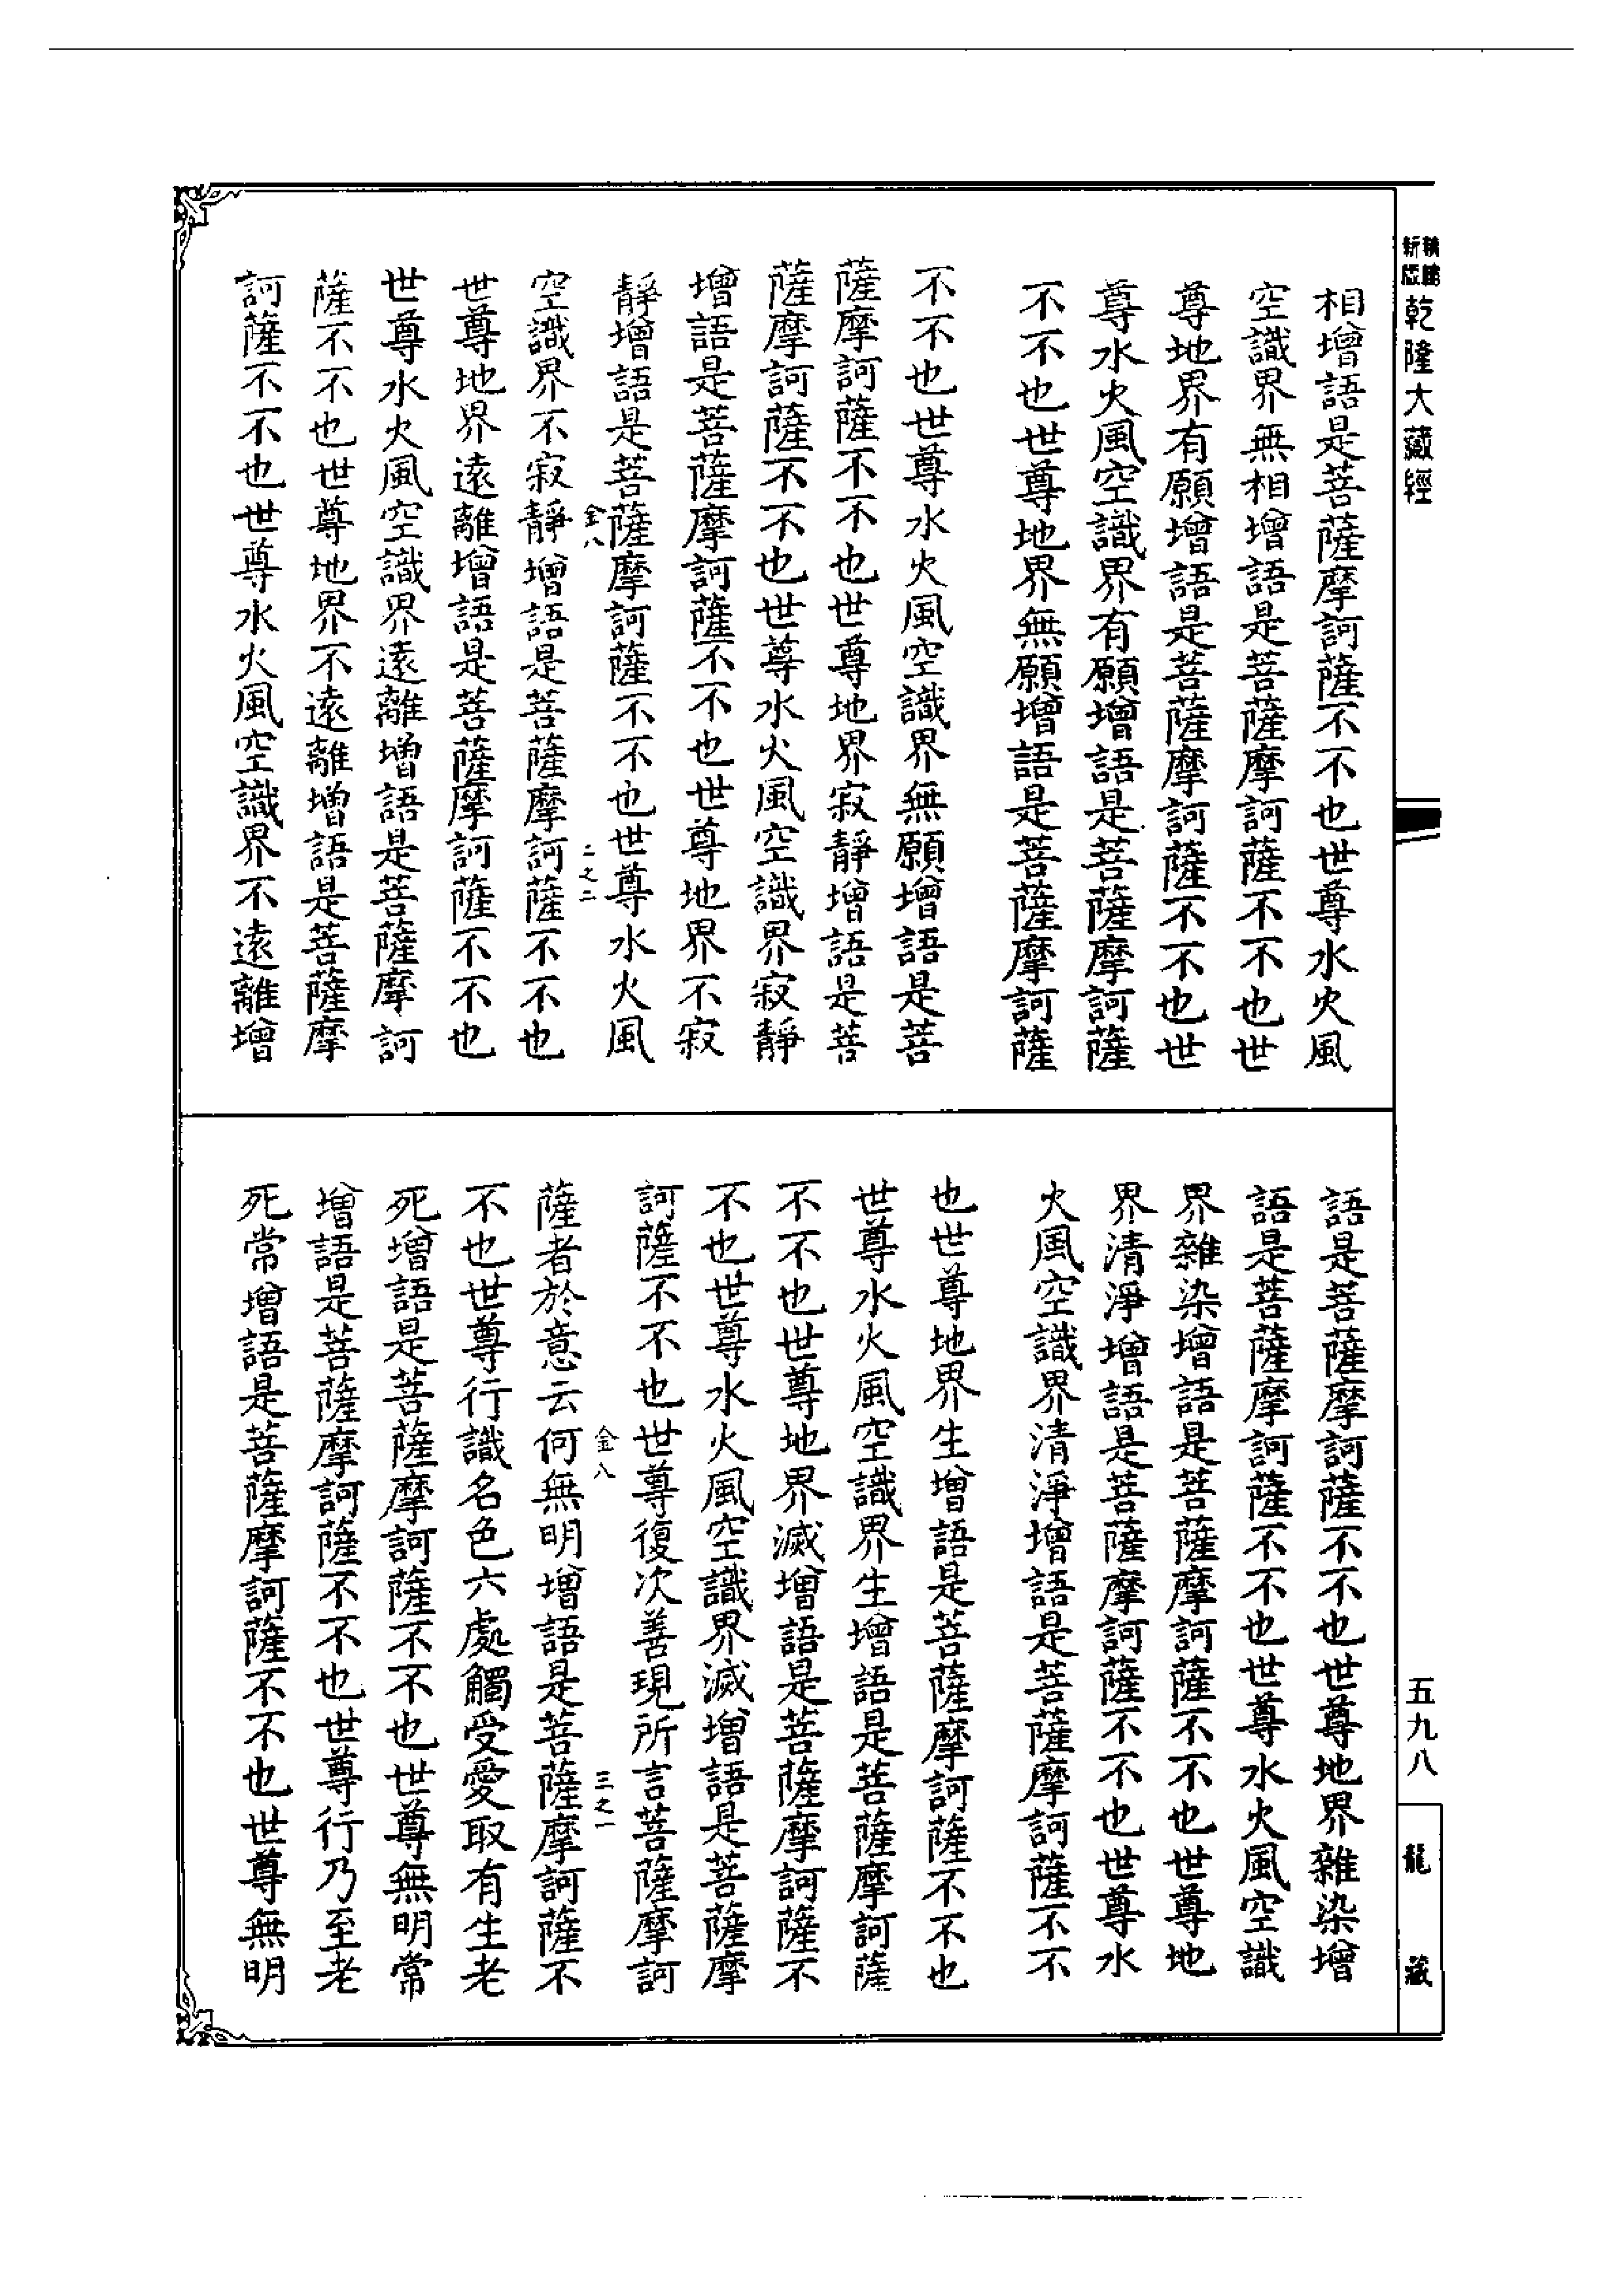 乾隆大藏經
相增語是菩薩摩訶薩不不也世尊水火風
空識界無相增語是菩薩摩訶薩不不也世
尊地界有願增語是菩薩摩訶薩不不也世
尊水火風空識界有願增語是菩薩摩訶薩
不不也世尊地界無願增語是菩薩摩訶薩
不不也世尊水火風空識界無願增語是菩
薩摩訶薩不不也世尊地界寂靜增語是菩
薩摩訶薩不不也世尊水火風空識界寂靜
增語是菩薩摩訶薩不不也世尊地界不寂
靜增語是菩薩摩訶薩不不也世尊水火風
金八 二之二
空識界不寂靜增語是菩薩摩訶薩不不也
世尊地界遠離增語是菩薩摩訶薩不不也
世尊水火風空識界遠離增語是菩薩摩訶
薩不不也世尊地界不遠離增語是菩薩摩
訶薩不不也世尊水火風空識界不遠離增
語是菩薩摩訶薩不不也世尊地界雜染增
語是菩薩摩訶薩不不也世尊水火風空識
界雜染增語是菩薩摩訶薩不不也世尊地
界清淨增語是菩薩摩訶薩不不也世尊水
火風空識界清淨增語是菩薩摩訶薩不不
也世尊地界生增語是菩薩摩訶薩不不也
世尊水火風空識界生增語是菩薩摩訶薩
不不也世尊地界滅增語是菩薩摩訶薩不
不也世尊水火風空識界滅增語是菩薩摩
訶薩不不也世尊復次善現所言菩薩摩訶
金八 三之一
薩者於意云何無明增語是菩薩摩訶薩不
不也世尊行識名色六處觸受愛取有生老
死增語是菩薩摩訶薩不不也世尊無明常
增語是菩薩摩訶薩不不也世尊行乃至老
死常增語是菩薩摩訶薩不不也世尊無明
五九八
龍藏